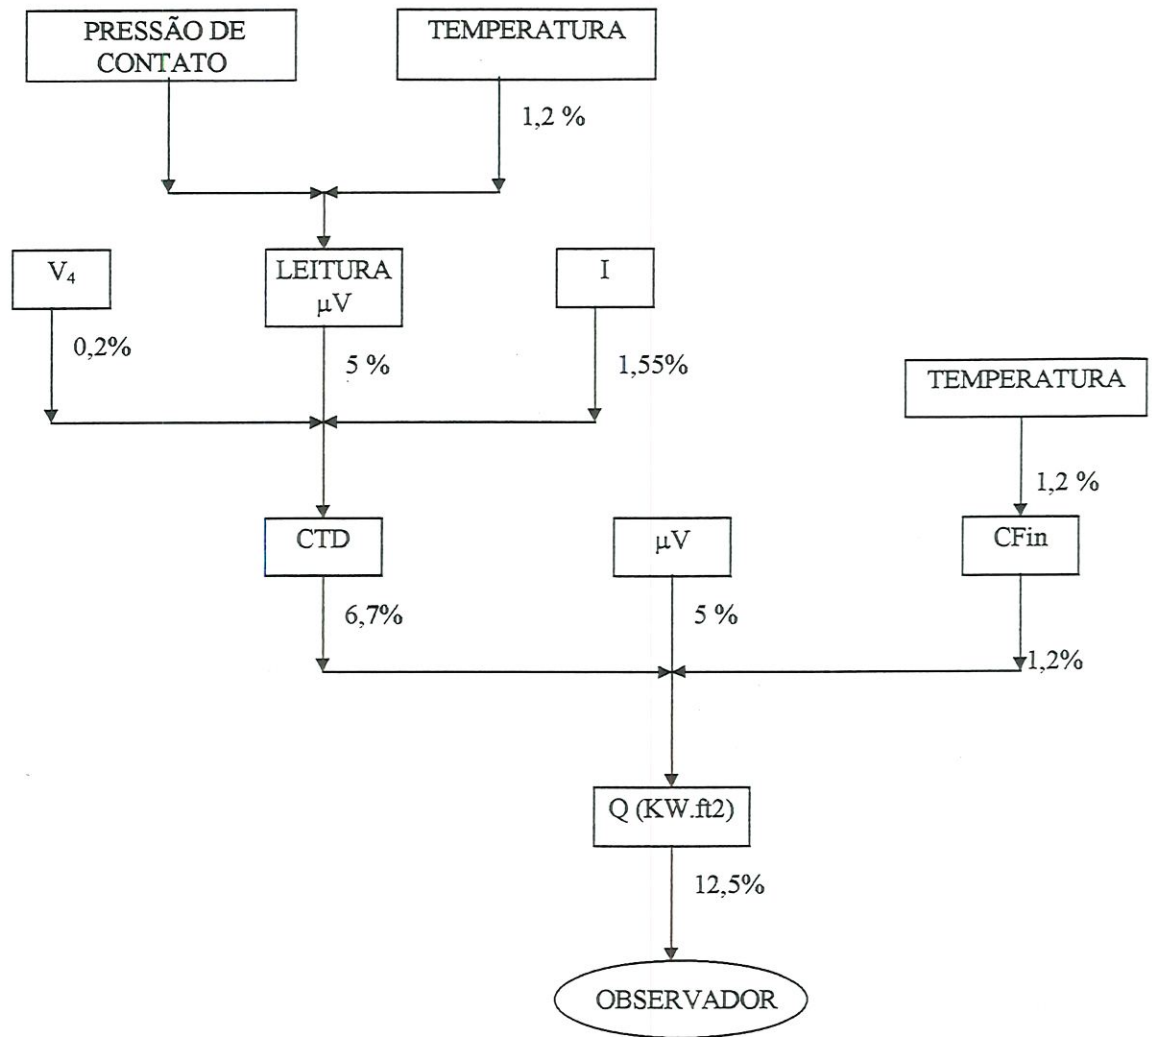 PRESSÃO DE
CONTATO
TEMPERATURA
1,2 %
V₄
LEITURA
μV
I
0,2%
5 %
1,55%
TEMPERATURA
1,2 %
CTD
μV
CFin
6,7%
5 %
1,2%
Q (KW.ft2)
12,5%
OBSERVADOR